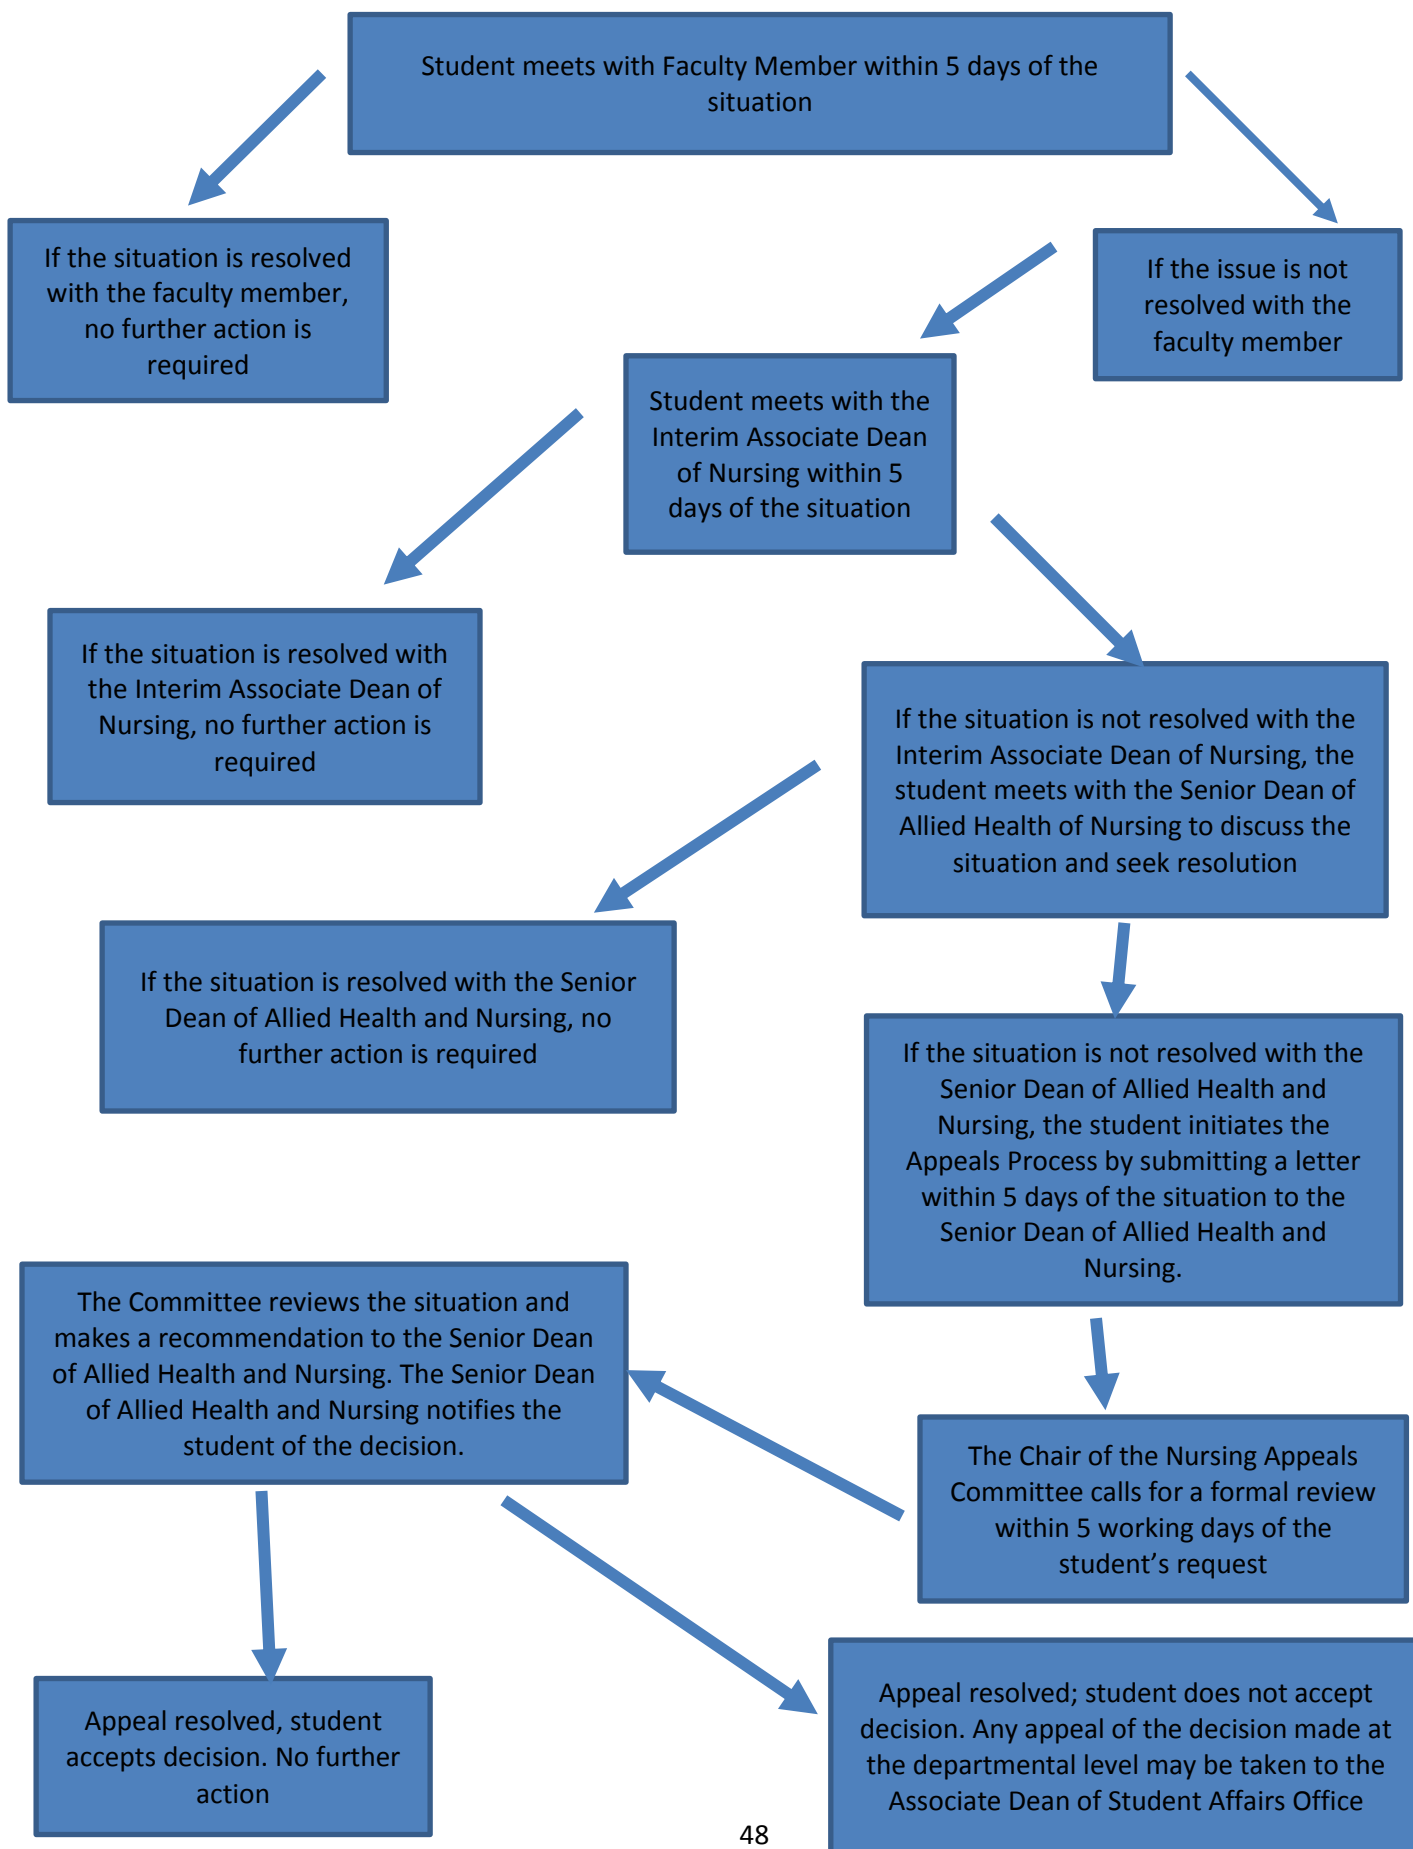 Student meets with Faculty Member within 5 days of the
situation
If the situation is resolved
with the faculty member,
no further action is
required
If the issue is not
resolved with the
faculty member
Student meets with the
Interim Associate Dean
of Nursing within 5
days of the situation
If the situation is resolved with
the Interim Associate Dean of
Nursing, no further action is
required
If the situation is not resolved with the
Interim Associate Dean of Nursing, the
student meets with the Senior Dean of
Allied Health of Nursing to discuss the
situation and seek resolution
If the situation is resolved with the Senior
Dean of Allied Health and Nursing, no
further action is required
If the situation is not resolved with the
Senior Dean of Allied Health and
Nursing, the student initiates the
Appeals Process by submitting a letter
within 5 days of the situation to the
Senior Dean of Allied Health and
Nursing.
The Chair of the Nursing Appeals
Committee calls for a formal review
within 5 working days of the
student’s request
The Committee reviews the situation and
makes a recommendation to the Senior Dean
of Allied Health and Nursing. The Senior Dean
of Allied Health and Nursing notifies the
student of the decision.
Appeal resolved, student
accepts decision. No further
action
Appeal resolved; student does not accept
decision. Any appeal of the decision made at
the departmental level may be taken to the
Associate Dean of Student Affairs Office
48